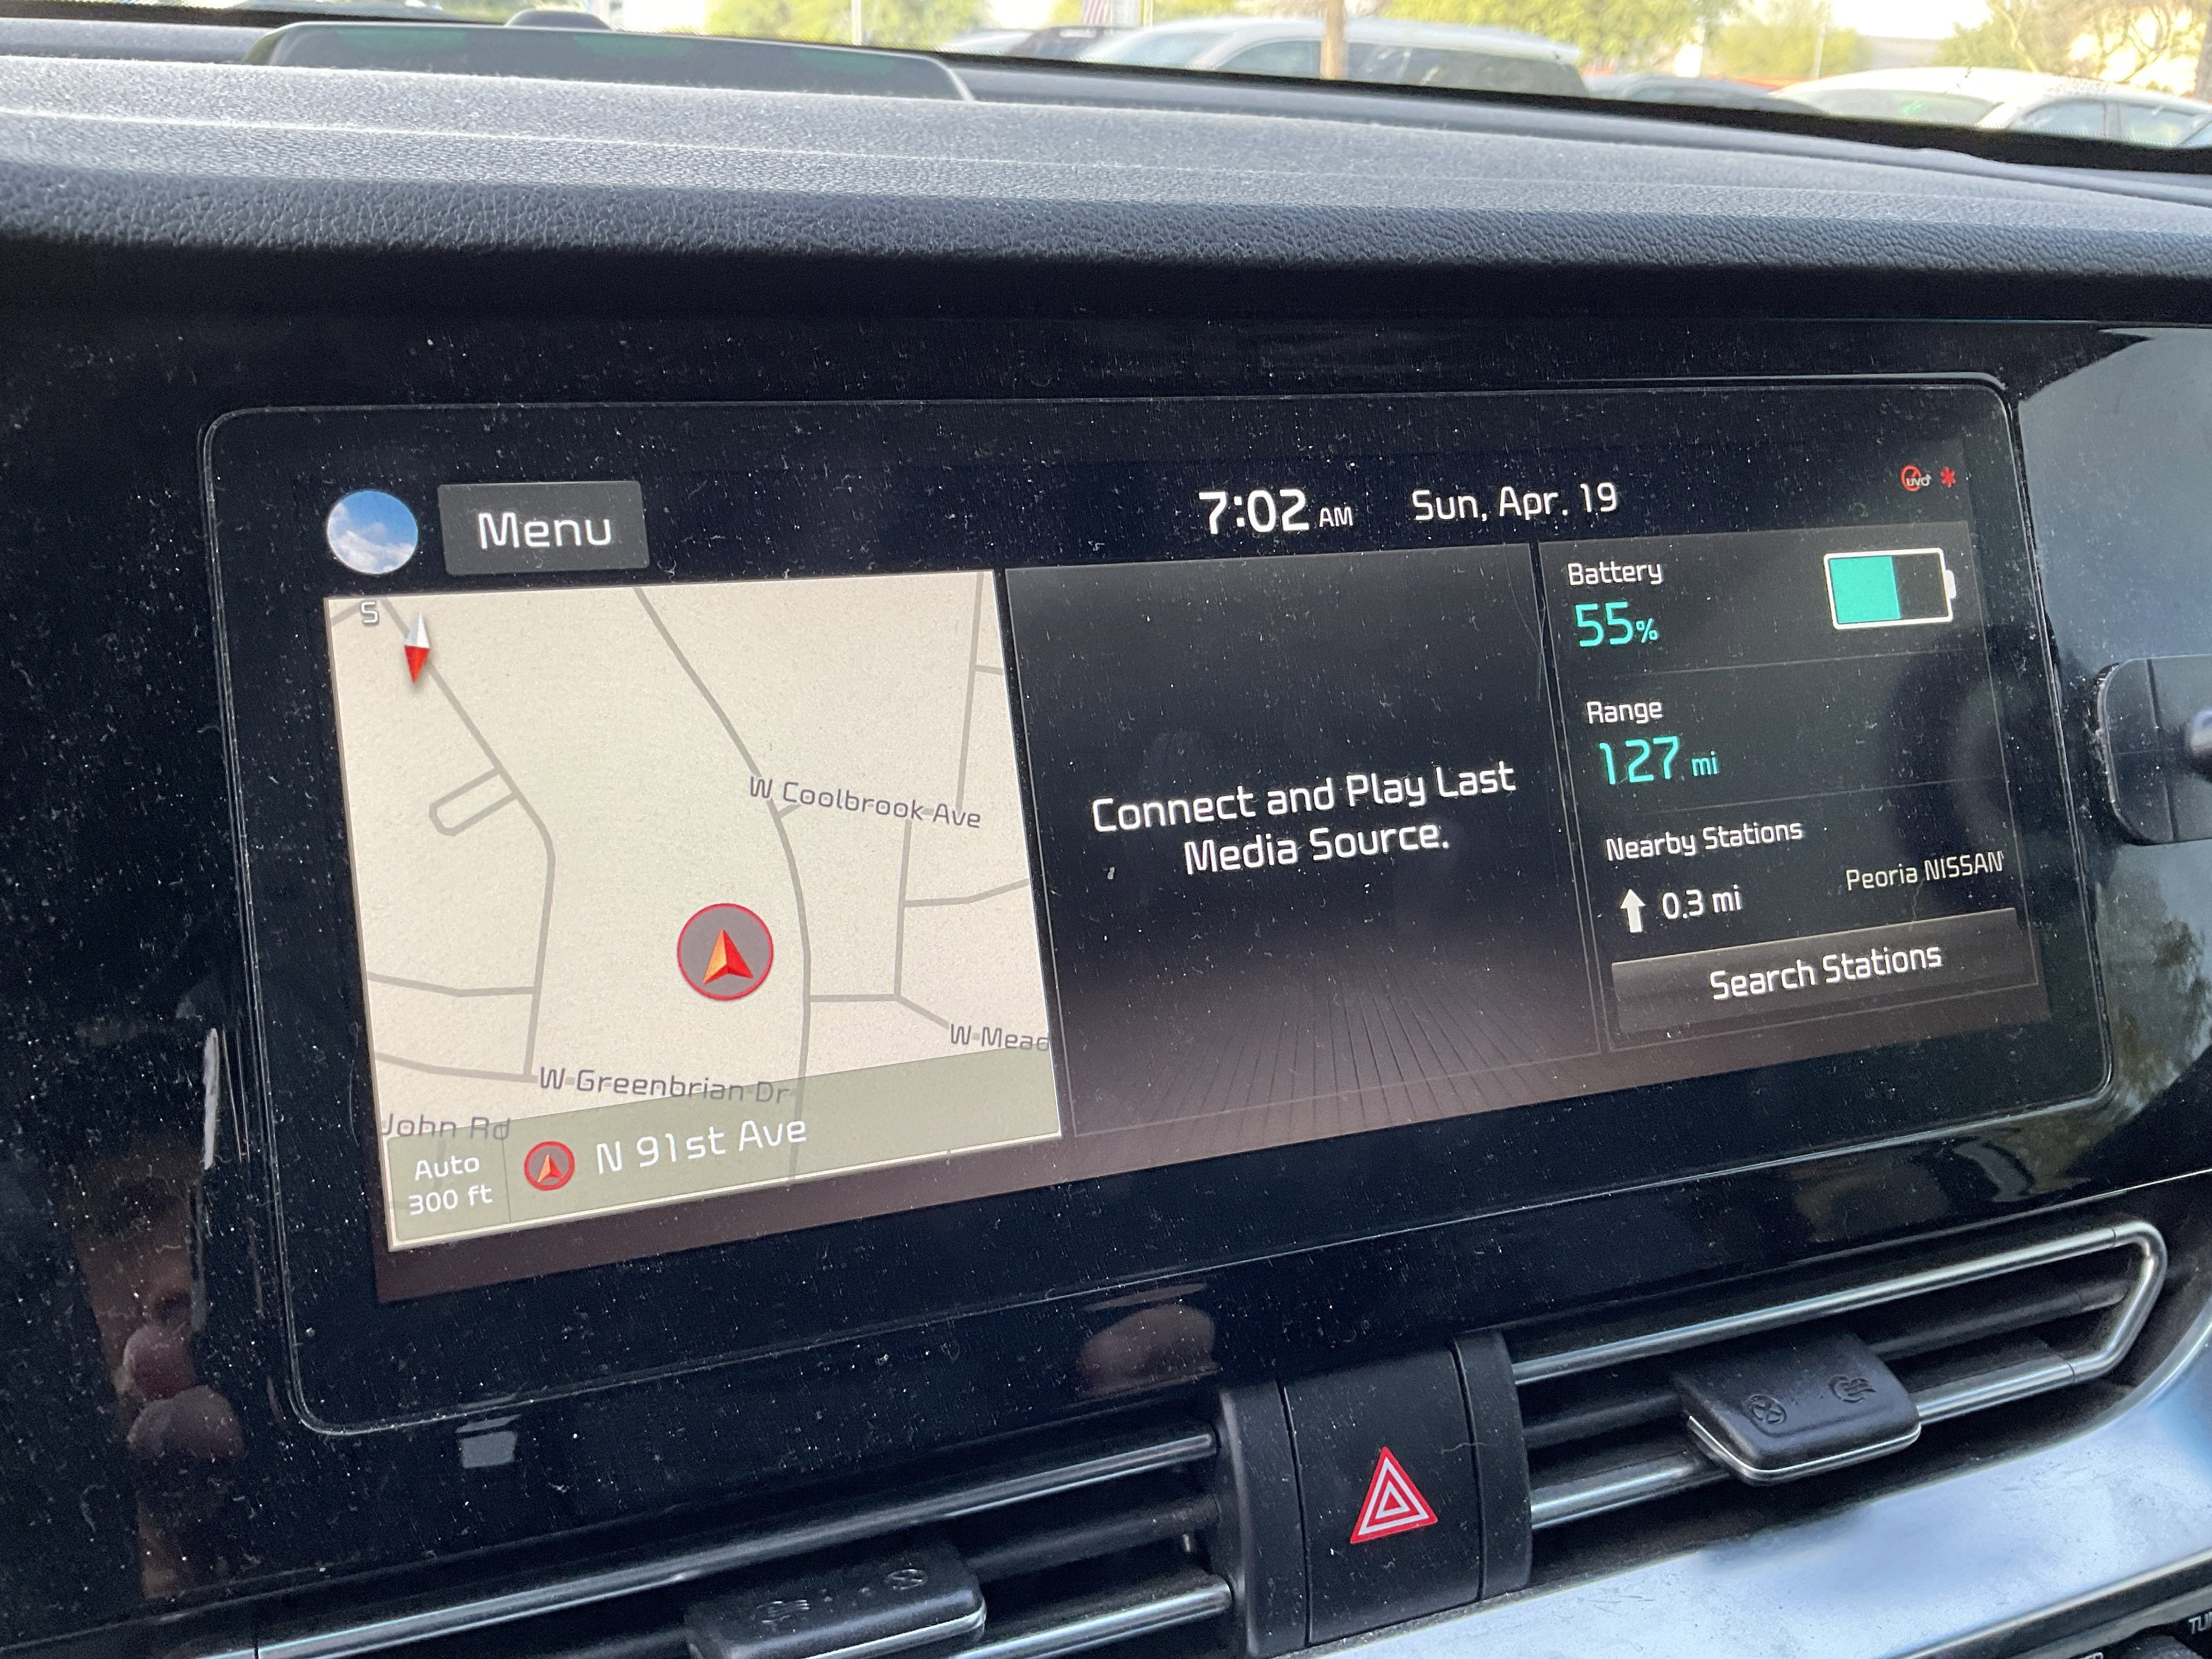 Menu
7:02 AM
Sun, Apr. 19
UVO
S
W Coolbrook Ave
W Mead
W Greenbrian Dr
John Rd
Auto
300 ft
N 91st Ave
Connect and Play Last
Media Source.
Battery
55%
Range
127 mi
Nearby Stations
0.3 mi
Peoria NISSAN
Search Stations